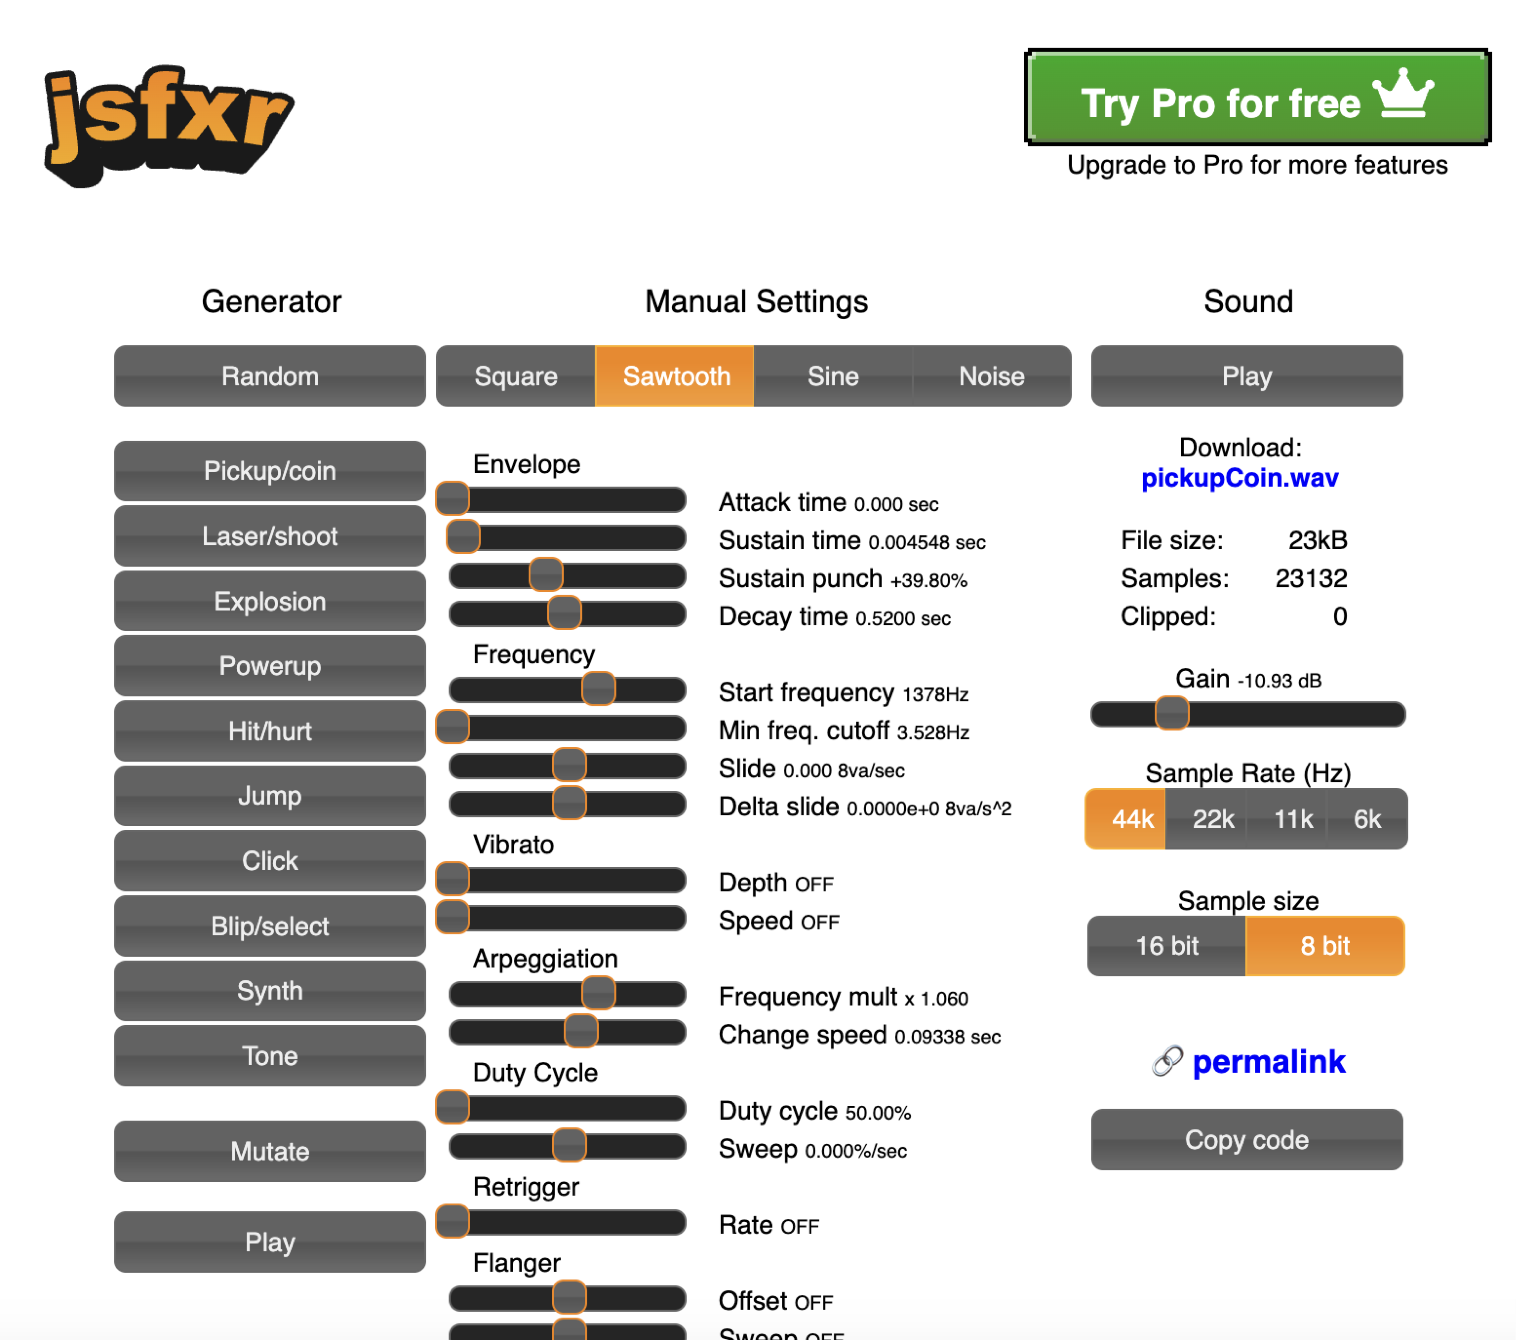 jsfxr
Try Pro for free
Upgrade to Pro for more features
Generator
Random
Pickup/coin
Laser/shoot
Explosion
Powerup
Hit/hurt
Jump
Click
Blip/select
Synth
Tone
Mutate
Play
Manual Settings
Square Sawtooth Sine Noise
Envelope
Attack time 0.000 sec
Sustain time 0.004548 sec
Sustain punch +39.80%
Decay time 0.5200 sec
Frequency
Start frequency 1378Hz
Min freq. cutoff 3.528Hz
Slide 0.000 8va/sec
Delta slide 0.0000e+0 8va/s^2
Vibrato
Depth OFF
Speed OFF
Arpeggiation
Frequency mult x 1.060
Change speed 0.09338 sec
Duty Cycle
Duty cycle 50.00%
Sweep 0.000%/sec
Retrigger
Rate OFF
Flanger
Offset OFF
Sweep OFF
Sound
Play
Download:
pickupCoin.wav
File size: 23kB
Samples: 23132
Clipped: 0
Gain -10.93 dB
Sample Rate (Hz)
44k 22k 11k 6k
Sample size
16 bit 8 bit
permalink
Copy code